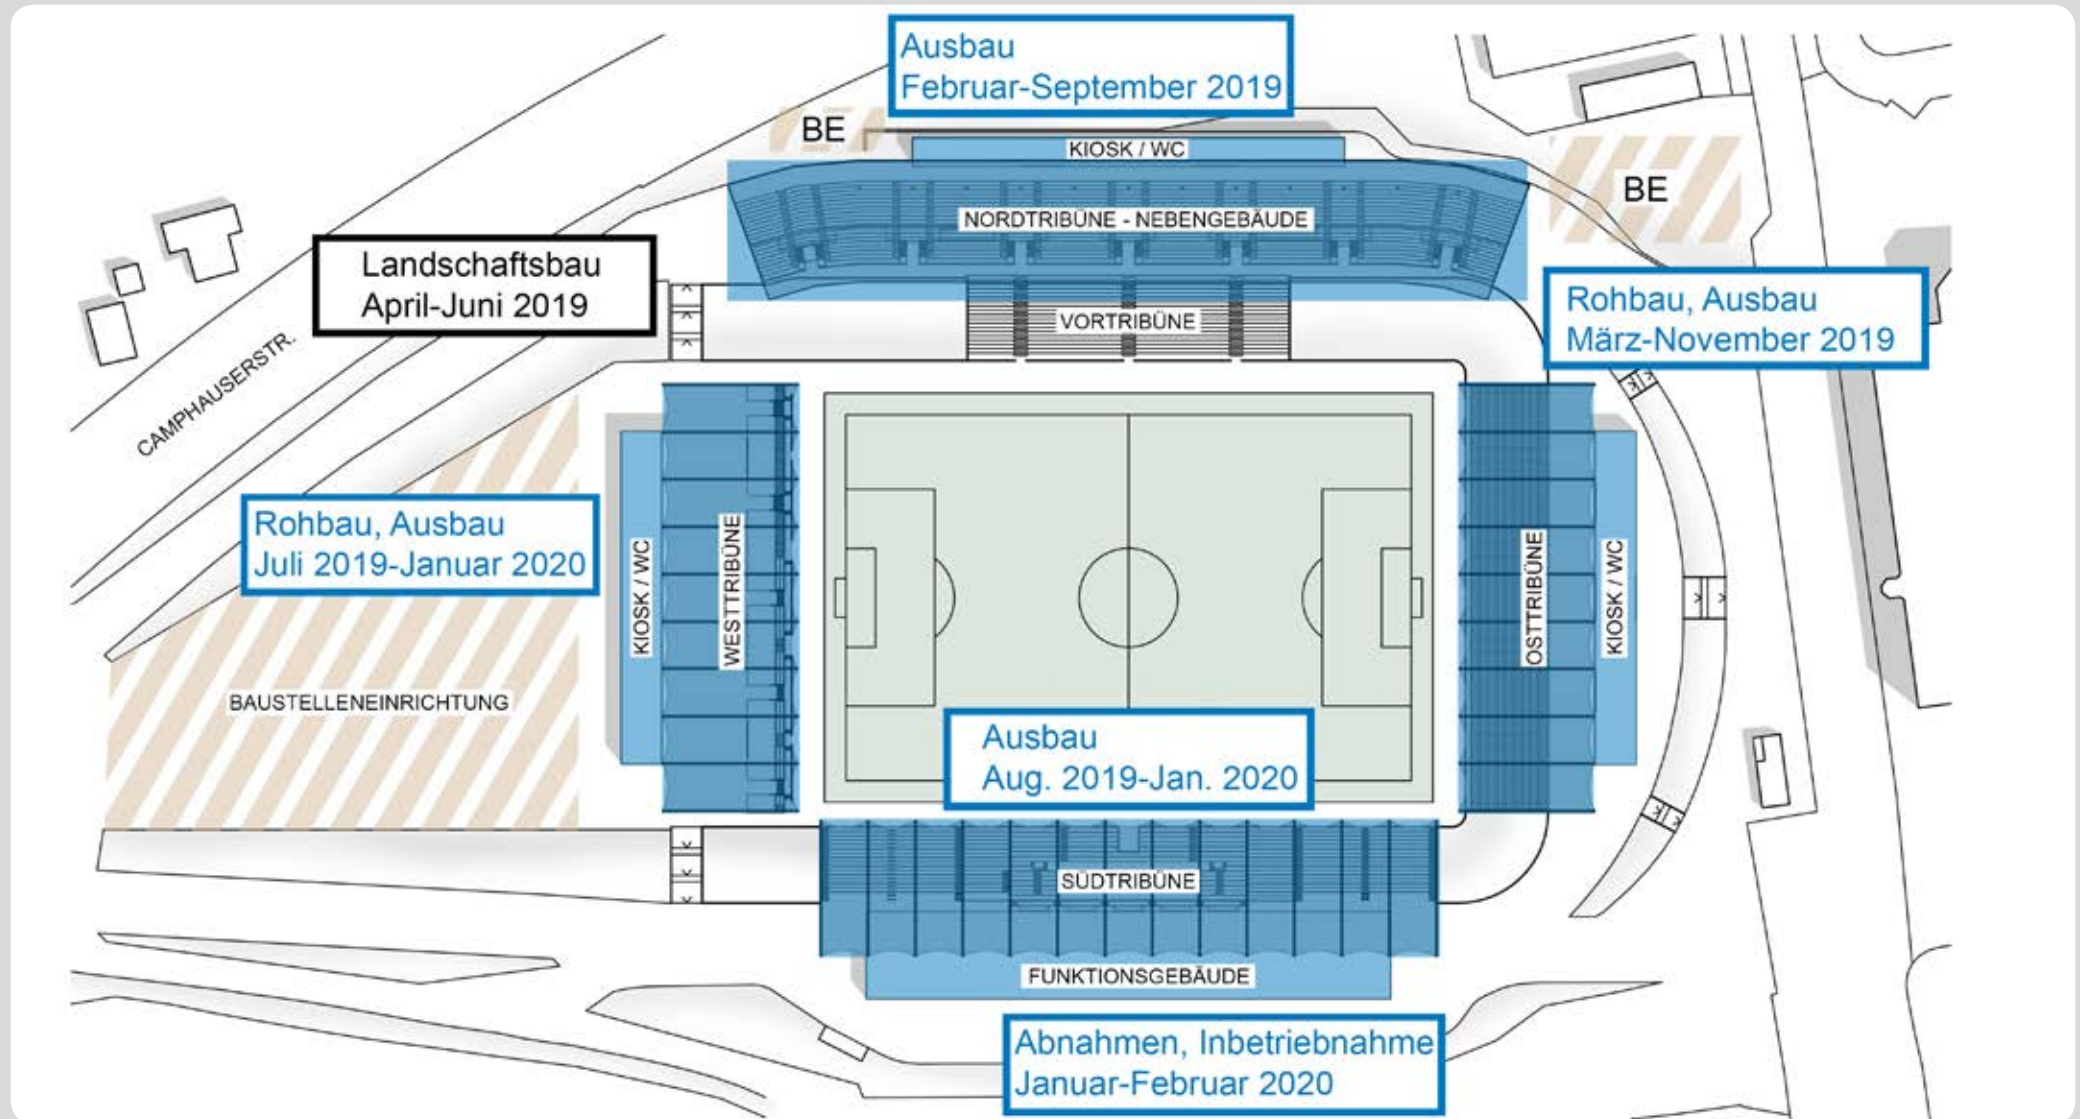 Ausbau
Februar-September 2019
BE
KIOSK / WC
BE
NORDTRIBÜNE - NEBENGEBÄUDE
Landschaftsbau
April-Juni 2019
Rohbau, Ausbau
März-November 2019
VORTRIBÜNE
CAMPHAUSERSTR.
Rohbau, Ausbau
Juli 2019-Januar 2020
KIOSK / WC
WESTTRIBÜNE
OSTTRIBÜNE
KIOSK / WC
BAUSTELLENEINRICHTUNG
Ausbau
Aug. 2019-Jan. 2020
SÜDTRIBÜNE
FUNKTIONSGEBÄUDE
Abnahmen, Inbetriebnahme
Januar-Februar 2020